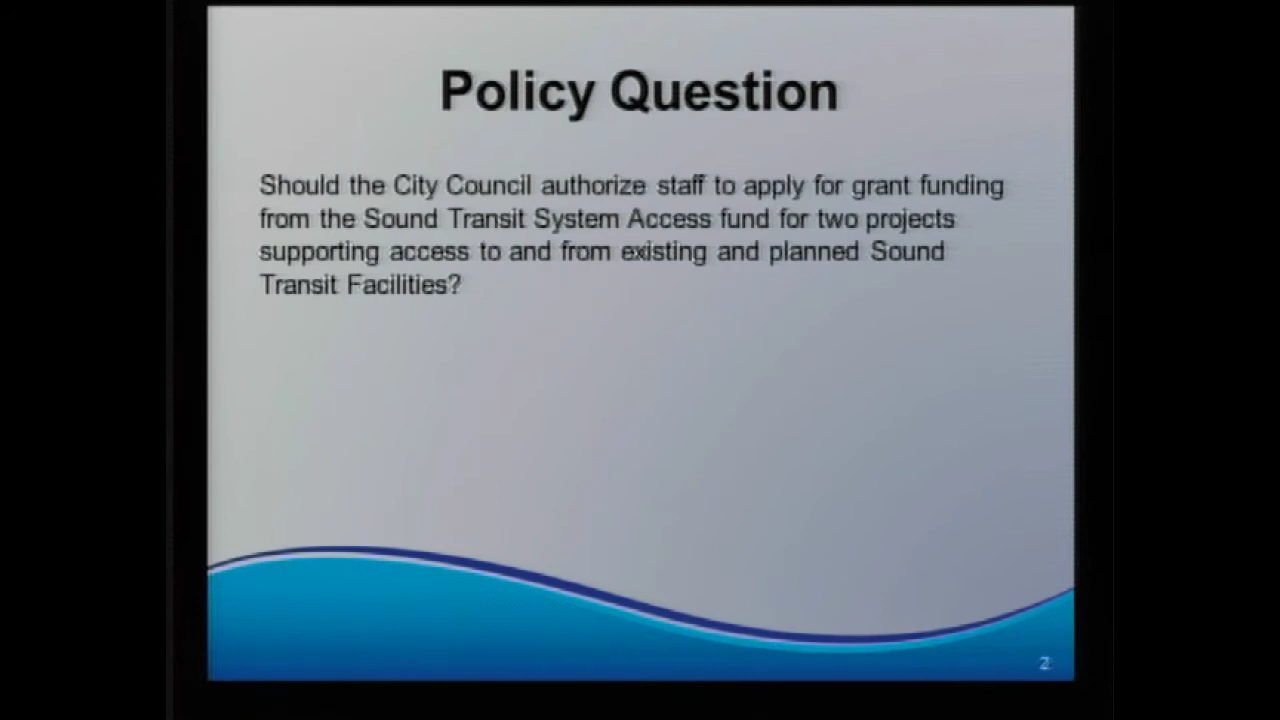 Policy Question
Should the City Council authorize staff to apply for grant funding
from the Sound Transit System Access fund for two projects
supporting access to and from existing and planned Sound
Transit Facilities?
2